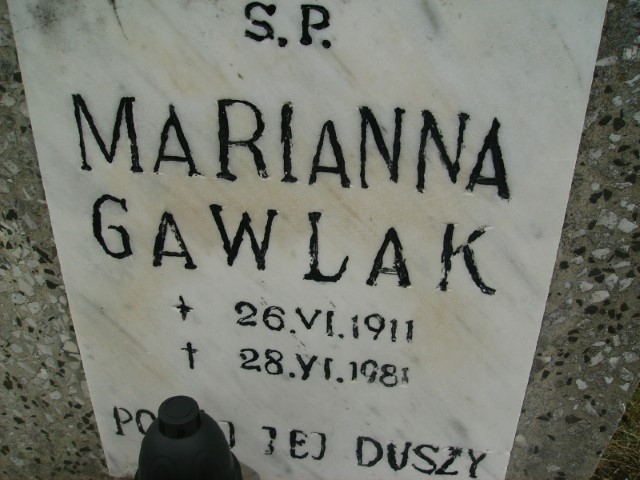 S.P.
MARIANNA
GAWLAK
* 26.VI.1911
† 28.VI.1981
JEJ DUSZY